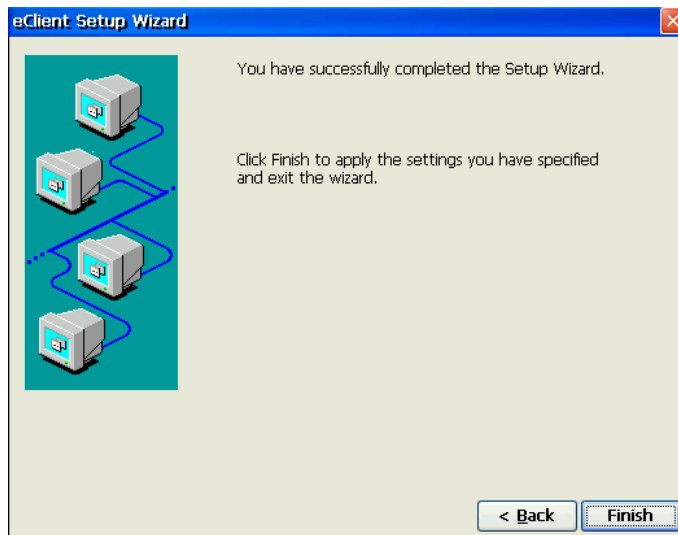 eClient Setup Wizard
You have successfully completed the Setup Wizard.
Click Finish to apply the settings you have specified
and exit the wizard.
< Back
Finish